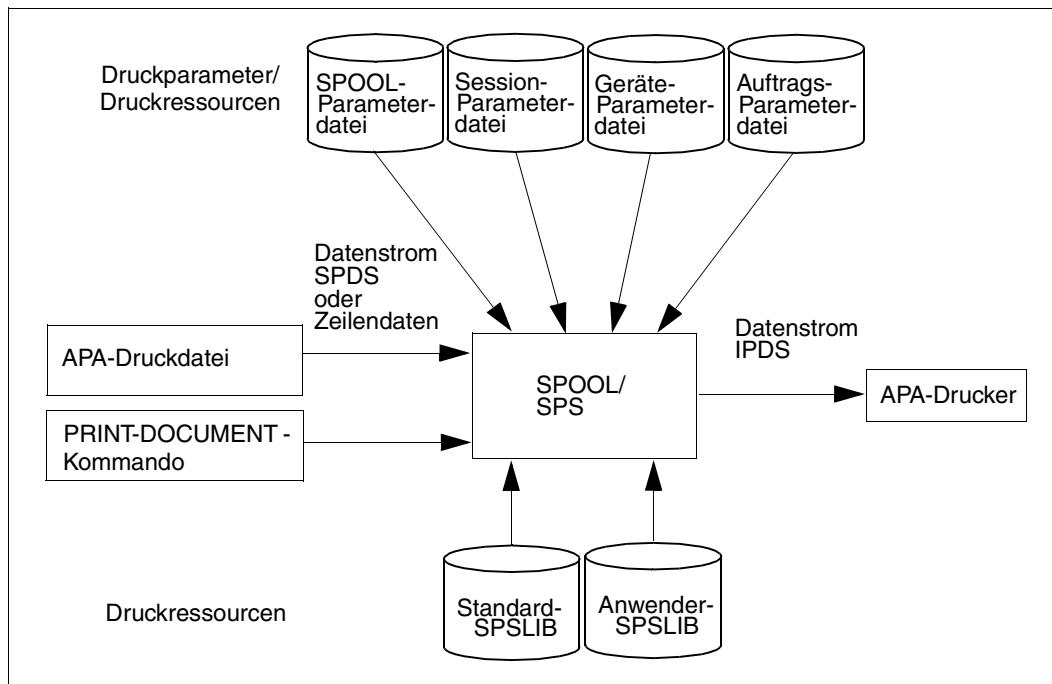 Druckparameter/
Druckressourcen
SPOOL-
Parameter-
datei
Session-
Parameter-
datei
Geräte-
Parameter-
datei
Auftrags-
Parameter-
datei
Datenstrom
SPDS
oder
Zeilendaten
APA-Druckdatei
PRINT-DOCUMENT -
Kommando
SPOOL/
SPS
Datenstrom
IPDS
APA-Drucker
Druckressourcen
Standard-
SPSLIB
Anwender-
SPSLIB